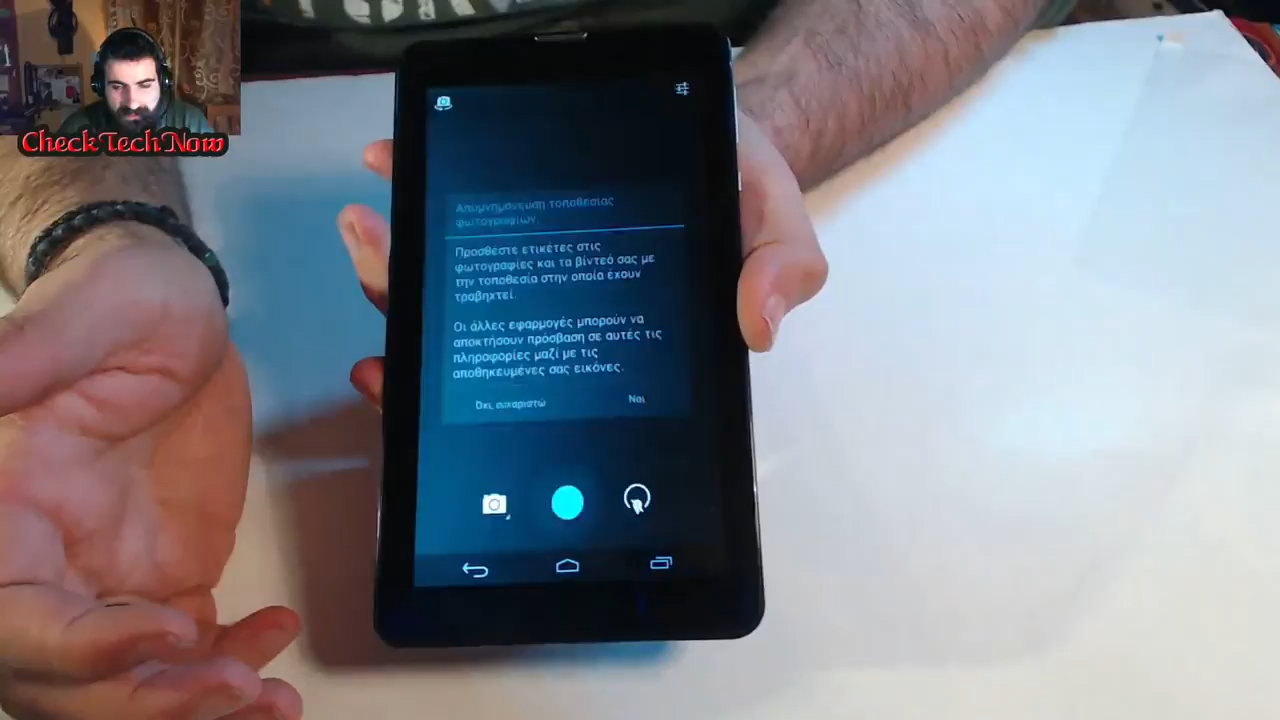 CheckTechNow
Απομνημόνευση τοποθεσίας
φωτογραφιών.
Προσθέστε ετικέτες στις
φωτογραφίες και τα βίντεό σας με
την τοποθεσία στην οποία έχουν
τραβηχτεί.
Οι άλλες εφαρμογές μπορούν να
αποκτήσουν πρόσβαση σε αυτές τις
πληροφορίες μαζί με τις
αποθηκευμένες σας εικόνες.
Όχι, ευχαριστώ
Ναι